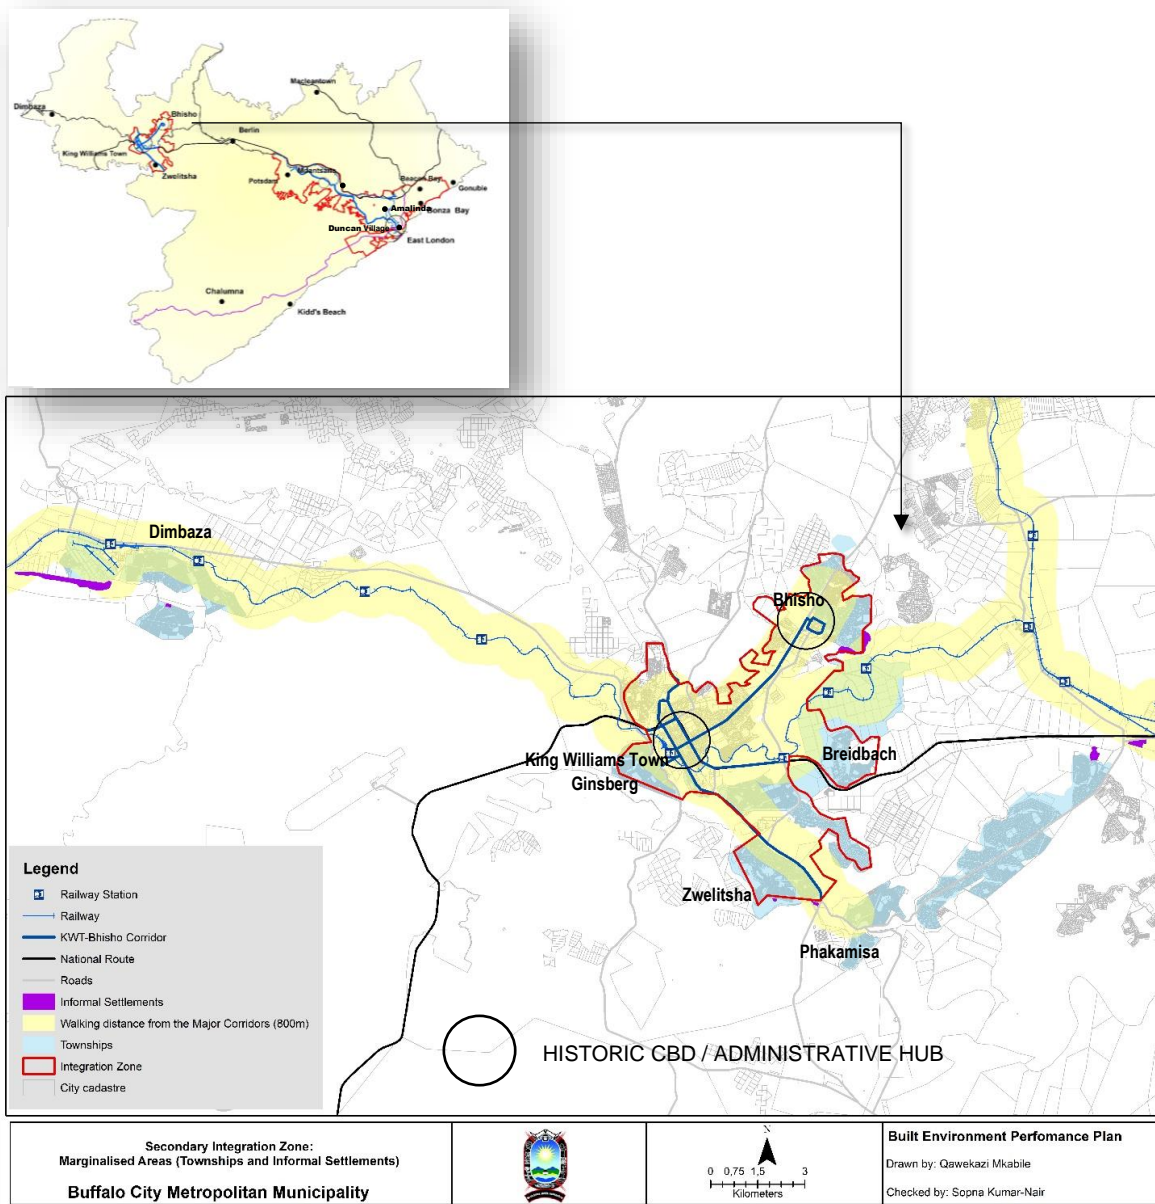 Macleantown
Dimbaza
Bhisho
Berlin
King Williams Town
Zwelitsha
Potsdam
Mdantsane
Beacon Bay
Gonubie
Amalinda
Bonza Bay
Duncan Village
East London
Chalumna
Kidd's Beach
Dimbaza
Bhisho
King Williams Town
Ginsberg
Breidbach
Zwelitsha
Phakamisa
Legend
Railway Station
Railway
KWT-Bhisho Corridor
National Route
Roads
Informal Settlements
Walking distance from the Major Corridors (800m)
Townships
Integration Zone
City cadastre
HISTORIC CBD / ADMINISTRATIVE HUB
Secondary Integration Zone:
Marginalised Areas (Townships and Informal Settlements)
Buffalo City Metropolitan Municipality
N
0 0,75 1,5 3
Kilometers
Built Environment Perfomance Plan
Drawn by: Qawekazi Mkabile
Checked by: Sopna Kumar-Nair